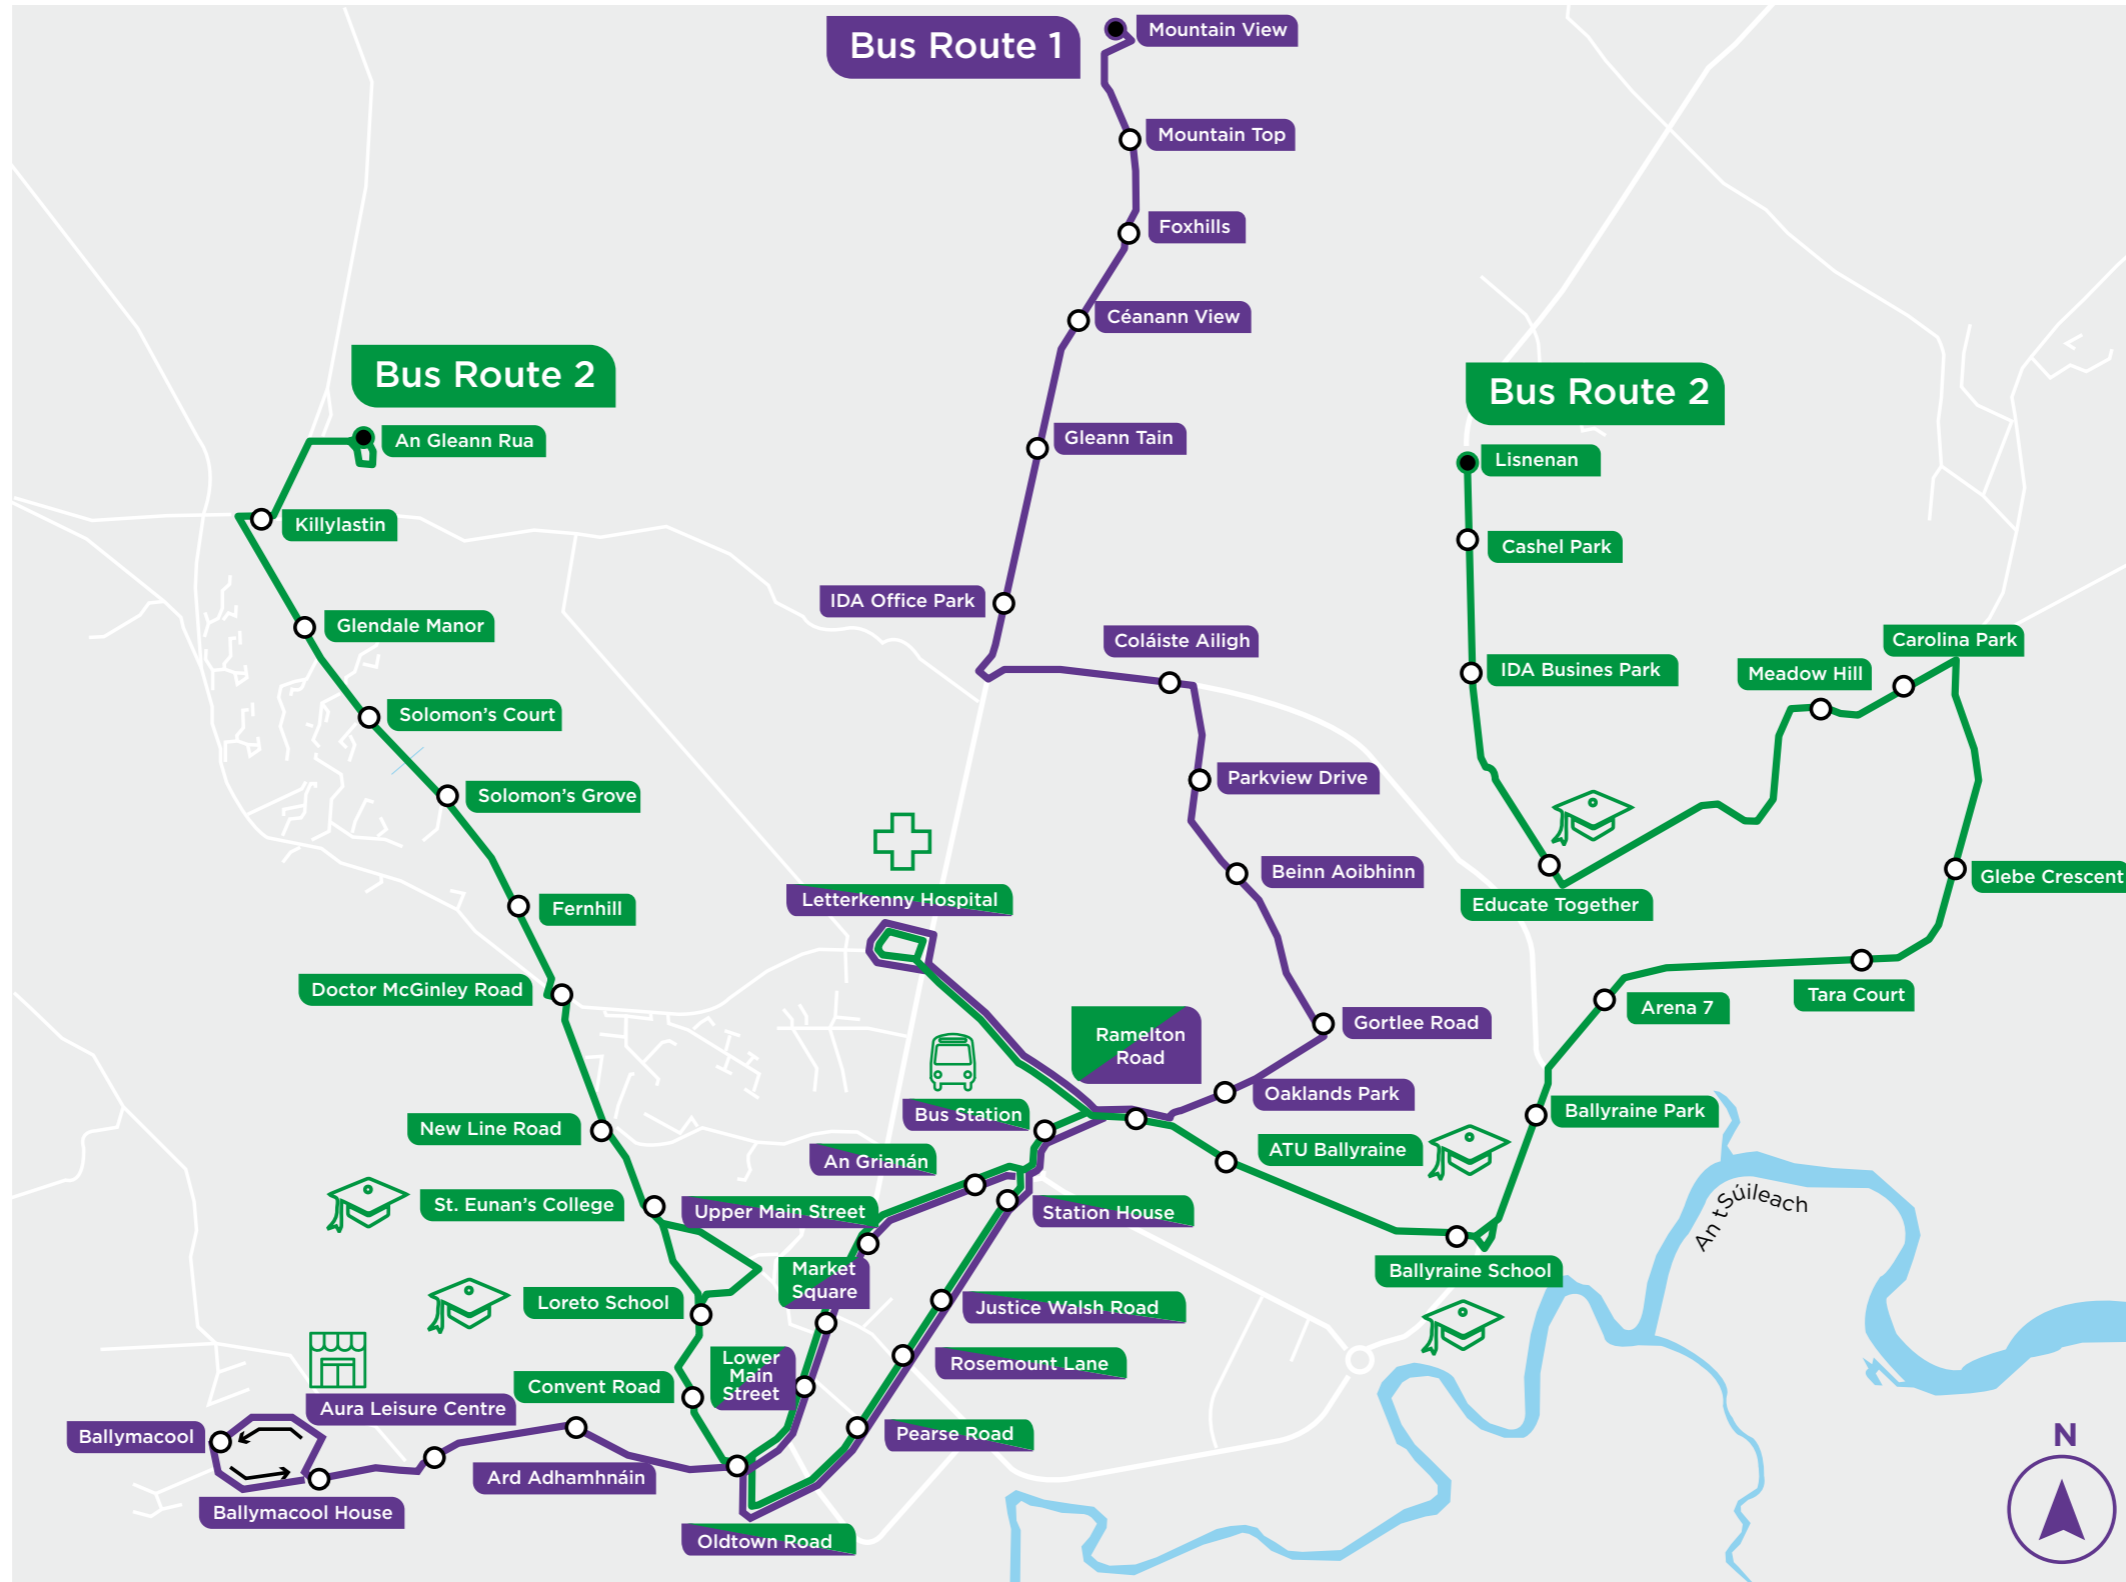 Bus Route 1
Mountain View
Mountain Top
Foxhills
Céanann View
Bus Route 2
Bus Route 2
An Gleann Rua
Gleann Tain
Lisnenan
Killylastin
Cashel Park
IDA Office Park
Glendale Manor
Coláiste Ailigh
Carolina Park
IDA Busines Park
Meadow Hill
Solomon's Court
Parkview Drive
Solomon's Grove
Beinn Aoibhinn
Glebe Crescent
Letterkenny Hospital
Educate Together
Fernhill
Doctor McGinley Road
Tara Court
Arena 7
Gortlee Road
Ramelton
Road
Oaklands Park
Bus Station
Ballyraine Park
New Line Road
ATU Ballyraine
An Grianán
St. Eunan's College
Upper Main Street
Station House
An tSúileach
Market
Square
Ballyraine School
Loreto School
Justice Walsh Road
Lower
Main
Street
Rosemount Lane
Convent Road
Aura Leisure Centre
Ballymacool
Pearse Road
N
Ard Adhamhnáin
Ballymacool House
Oldtown Road